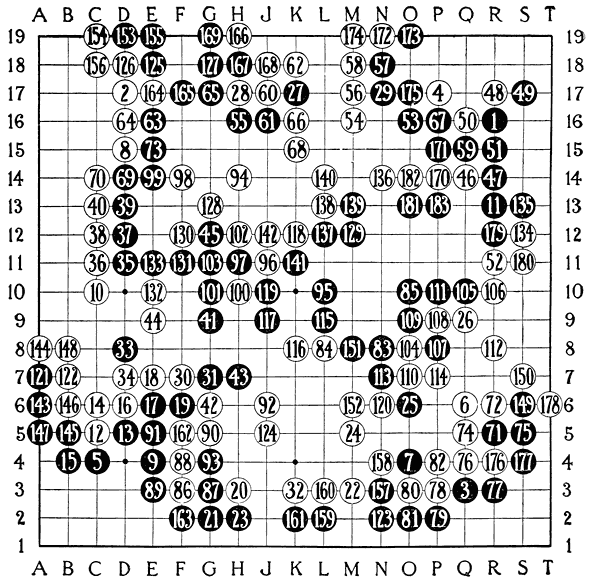 A B C D E F G H J K L M N O P Q R S T
19 154 153 155 169 166 174 172 173 19
18 156 126 125 127 167 168 62 58 57 18
17 2 164 165 65 28 60 27 56 29 175 4 48 49 17
16 64 63 55 61 66 54 53 67 50 1 16
15 8 73 68 171 59 51 15
14 70 69 99 98 94 140 136 182 170 46 47 14
13 40 39 128 138 139 181 183 11 135 13
12 38 37 130 45 102 142 118 137 129 179 134 12
11 36 35 133 131 103 97 96 141 52 180 11
10 10 132 101 100 119 95 85 111 105 106 10
9 44 41 117 115 109 108 26 9
8 144 148 33 116 84 151 83 104 107 112 8
7 121 122 34 18 30 31 43 113 110 114 150 7
6 143 146 14 16 17 19 42 92 152 120 25 6 72 149 178 6
5 147 145 12 13 91 162 90 124 24 74 71 75 5
4 15 5 9 88 93 158 7 82 76 176 177 4
3 89 86 87 20 32 160 22 157 80 78 3 77 3
2 163 21 23 161 159 123 81 79 2
1 1
A B C D E F G H J K L M N O P Q R S T